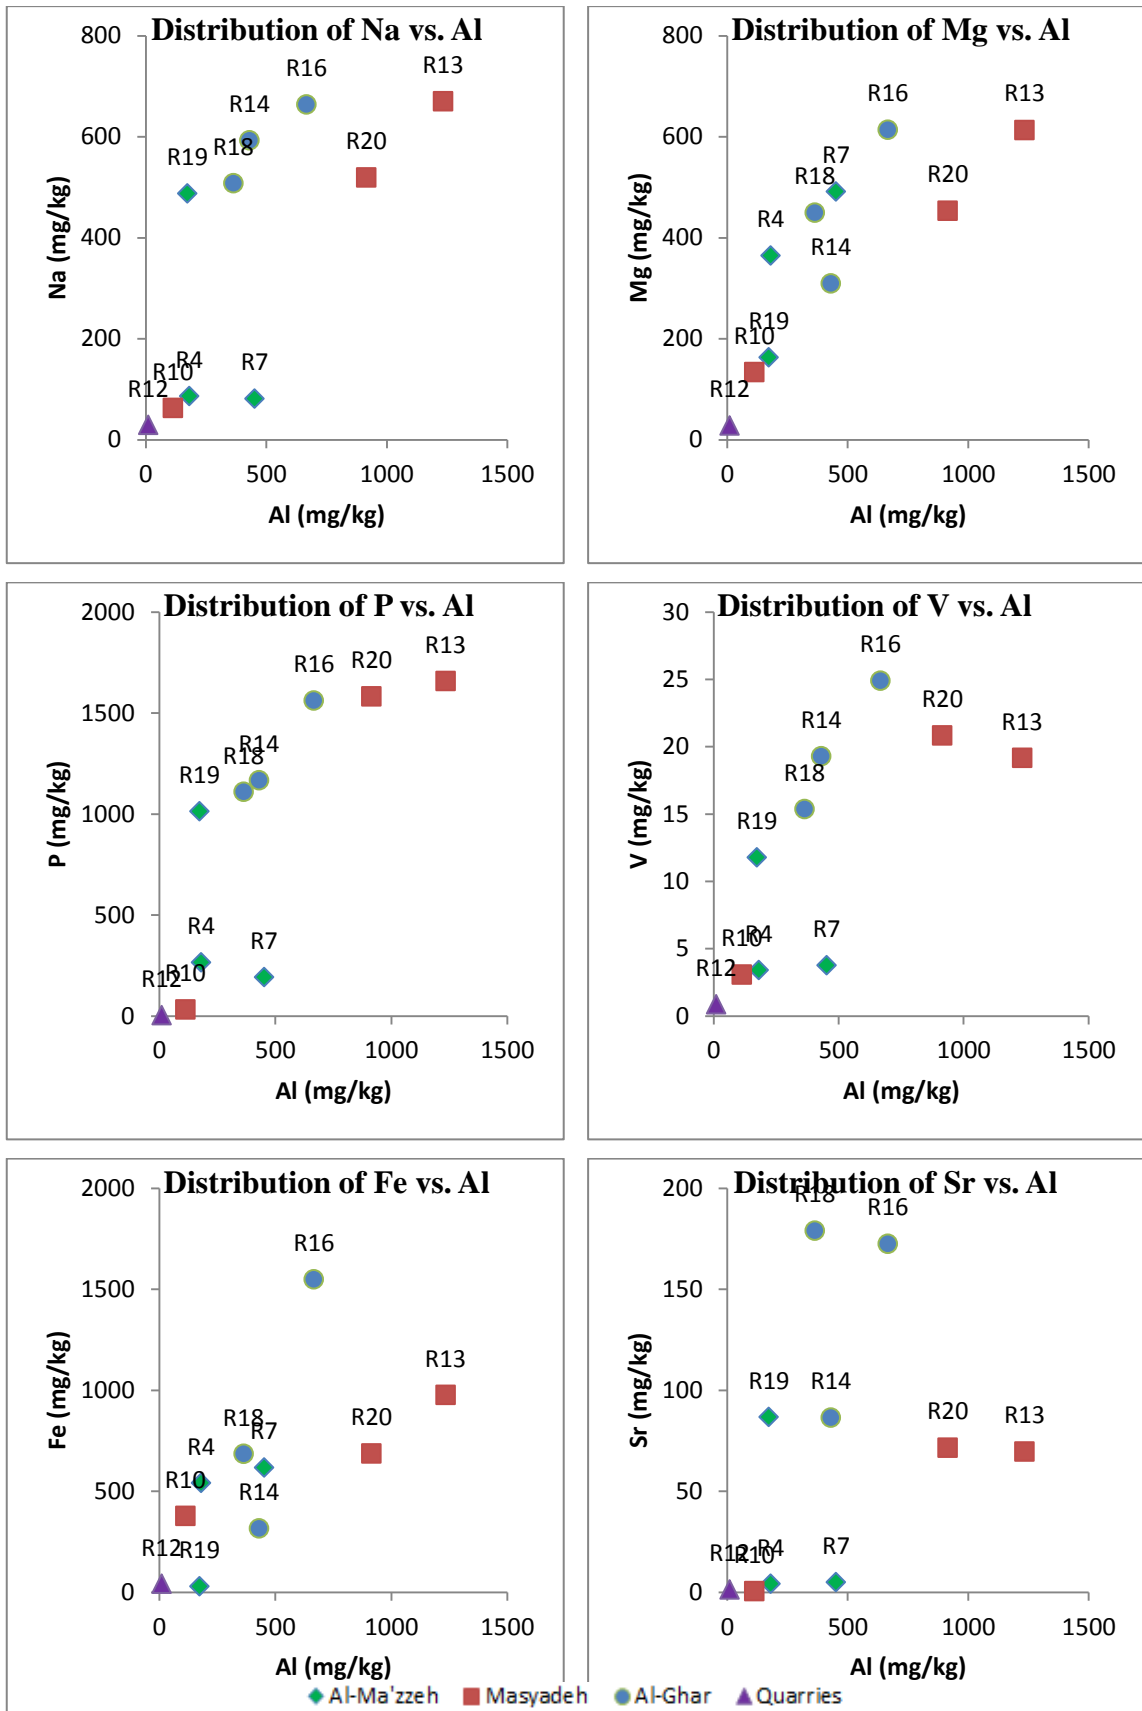 Distribution of Na vs. Al
800
600
400
200
0
Na (mg/kg)
R16
R13
R14
R18
R20
R19
R4
R10
R7
R12
0
500
1000
1500
Al (mg/kg)
Distribution of Mg vs. Al
800
600
400
200
0
Mg (mg/kg)
R16
R13
R7
R18
R20
R4
R14
R19
R10
R12
0
500
1000
1500
Al (mg/kg)
Distribution of P vs. Al
2000
1500
1000
500
0
P (mg/kg)
R13
R20
R16
R14
R18
R19
R4
R7
R10
R12
0
500
1000
1500
Al (mg/kg)
Distribution of V vs. Al
30
25
20
15
10
5
0
V (mg/kg)
R16
R20
R13
R14
R18
R19
R10
R4
R7
R12
0
500
1000
1500
Al (mg/kg)
Distribution of Fe vs. Al
2000
1500
1000
500
0
Fe (mg/kg)
R16
R13
R18
R7
R20
R4
R10
R14
R12
R19
0
500
1000
1500
Al (mg/kg)
Distribution of Sr vs. Al
200
150
100
50
0
Sr (mg/kg)
R18
R16
R19
R14
R20
R13
R12
R10
R4
R7
0
500
1000
1500
Al (mg/kg)
Al-Ma'zzeh Masyadeh Al-Ghar Quarries